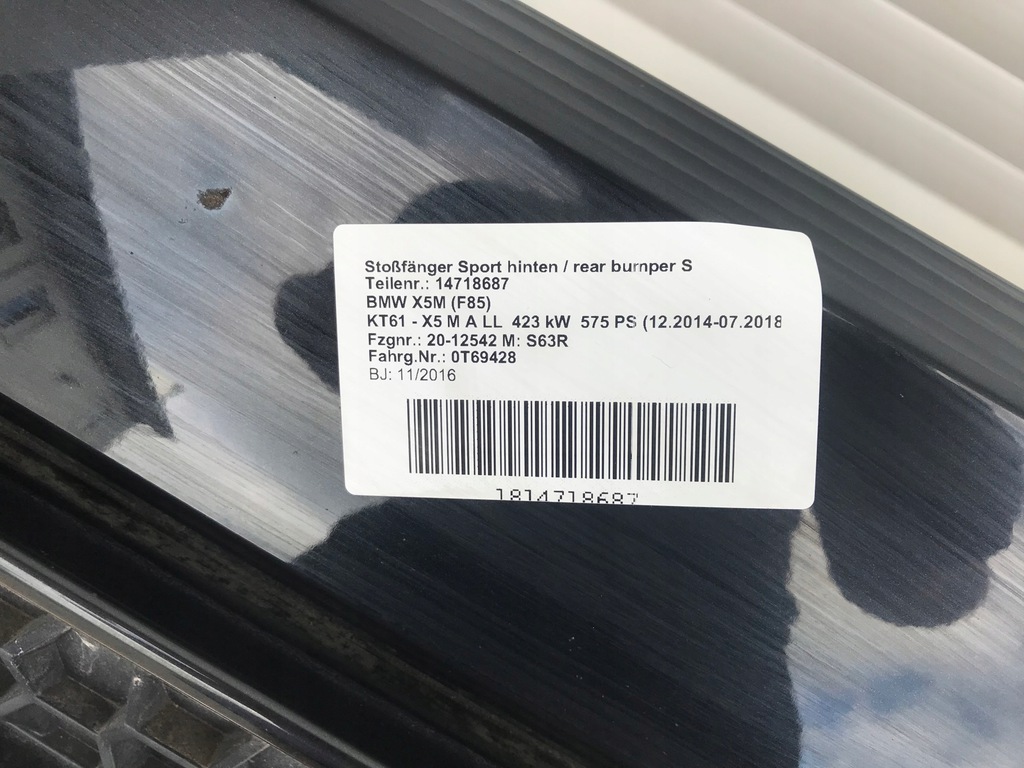 Stoßfänger Sport hinten / rear bumper S
Teilenr.: 14718687
BMW X5M (F85)
KT61 - X5 M A LL 423 kW 575 PS (12.2014-07.2018
Fzgnr.: 20-12542 M: S63R
Fahrg.Nr.: 0T69428
BJ: 11/2016
1814718687